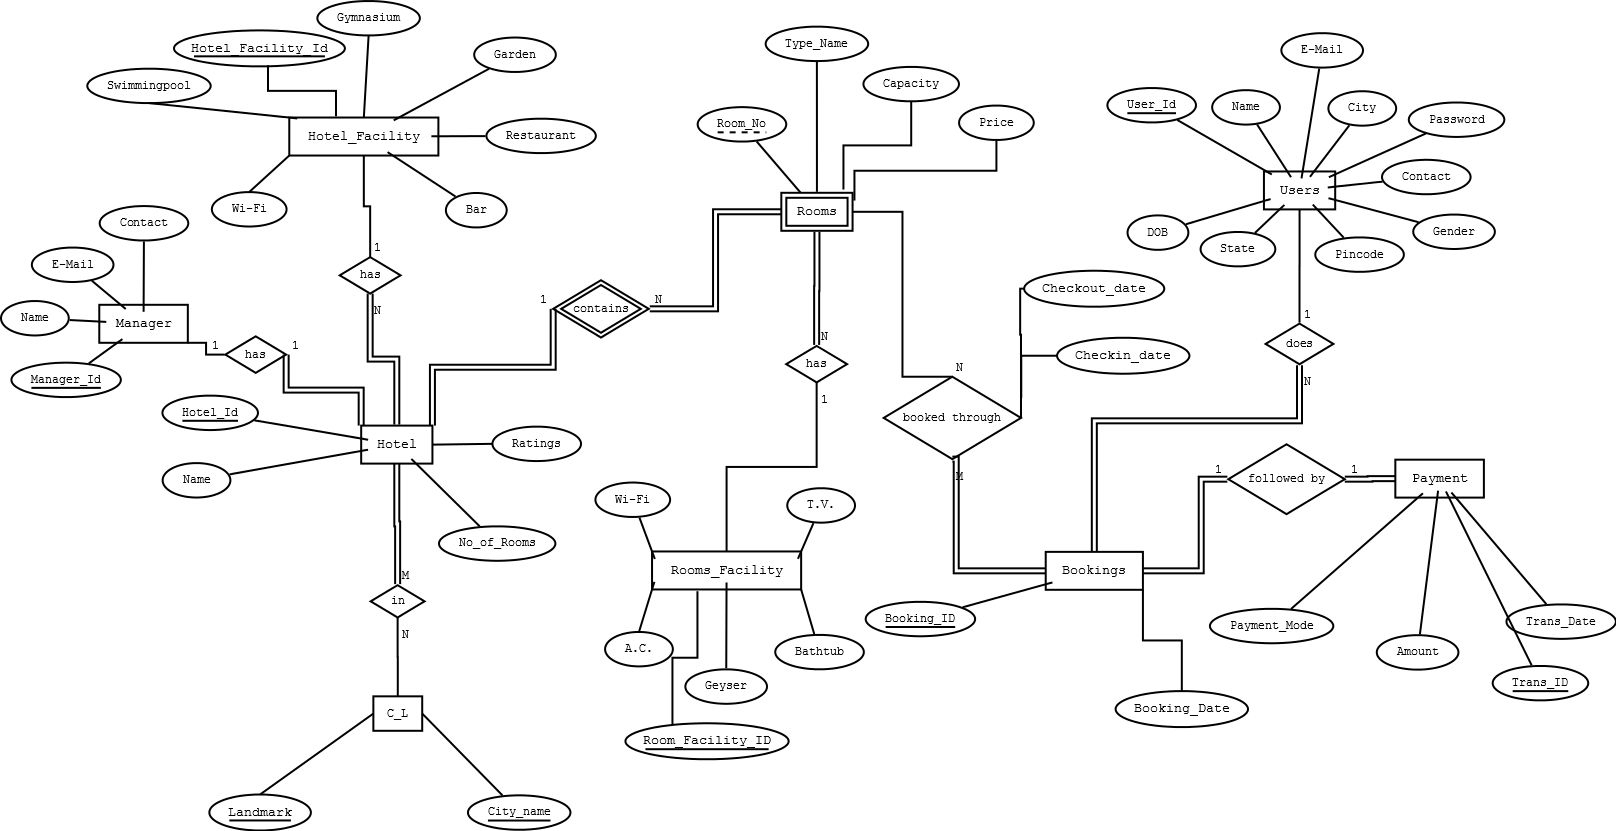 Gymnasium
Hotel_Facility_Id
Garden
Swimmingpool
Hotel_Facility
Restaurant
Wi-Fi
Bar
1
has
N
Contact
E-Mail
Name
Manager
Manager_Id
1
has
1
Hotel_Id
Name
Hotel
Ratings
No_of_Rooms
M
in
N
C_L
Landmark
City_name
1
contains
N
Type_Name
Capacity
Room_No
Price
Rooms
N
has
1
Wi-Fi
T.V.
Rooms_Facility
A.C.
Bathtub
Geyser
Room_Facility_ID
Checkout_date
Checkin_date
N
booked through
M
E-Mail
User_Id
Name
City
Password
Contact
Users
DOB
State
Pincode
Gender
1
does
N
Bookings
Booking_ID
Booking_Date
1
followed by
1
Payment
Payment_Mode
Amount
Trans_Date
Trans_ID